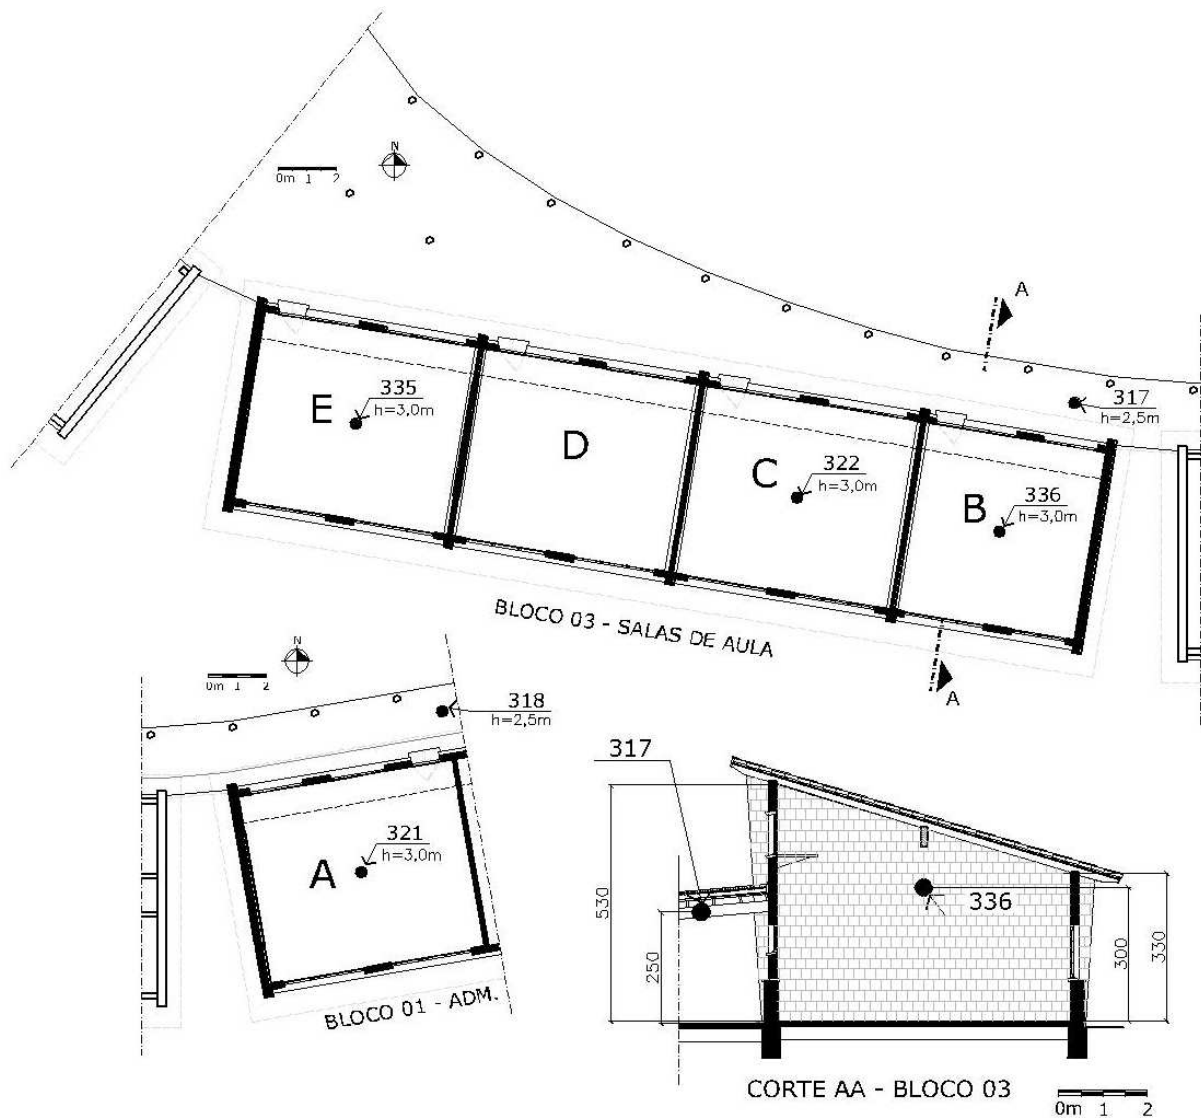 N
0m 1 2
A
E
335
h=3,0m
D
C
322
h=3,0m
B
336
h=3,0m
317
h=2,5m
BLOCO 03 - SALAS DE AULA
A
N
0m 1 2
318
h=2,5m
A
321
h=3,0m
BLOCO 01 - ADM.
317
530
250
336
300
330
CORTE AA - BLOCO 03
0m 1 2